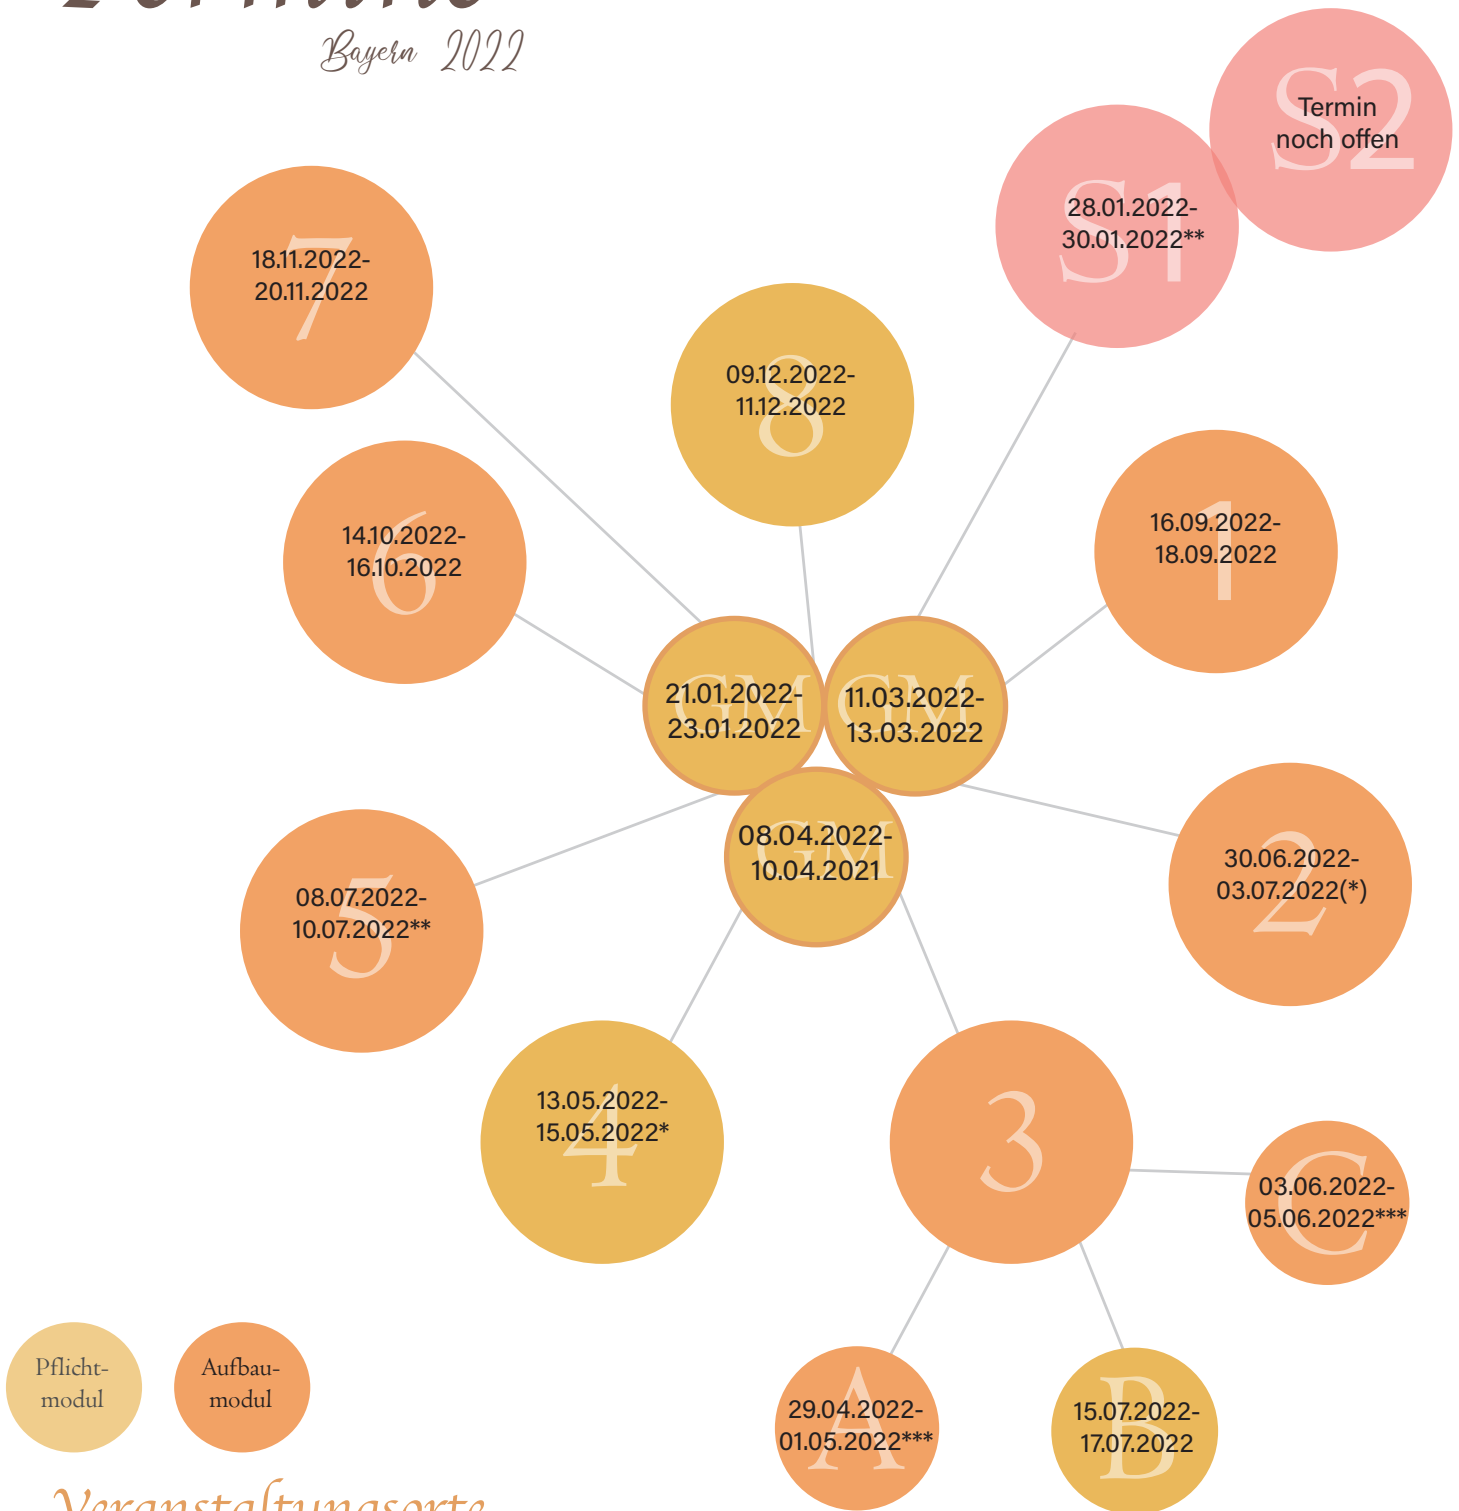 Termine
Bayern 2022
S2
Termin
noch offen
S1
28.01.2022-
30.01.2022**
7
18.11.2022-
20.11.2022
8
09.12.2022-
11.12.2022
6
14.10.2022-
16.10.2022
1
16.09.2022-
18.09.2022
GM
21.01.2022-
23.01.2022
GM
11.03.2022-
13.03.2022
GM
08.04.2022-
10.04.2021
5
08.07.2022-
10.07.2022**
2
30.06.2022-
03.07.2022(*)
4
13.05.2022-
15.05.2022*
3
C
03.06.2022-
05.06.2022***
A
29.04.2022-
01.05.2022***
B
15.07.2022-
17.07.2022
Pflicht-
modul
Aufbau-
modul
Veranstaltungsorte